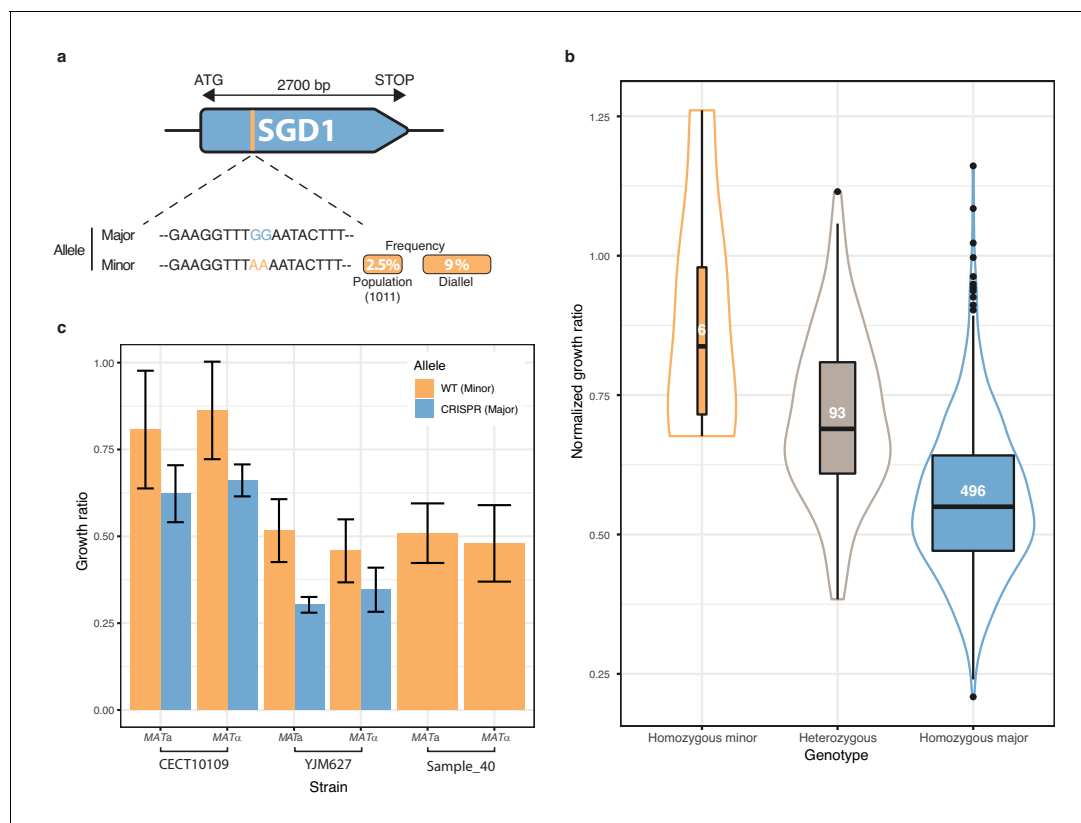 a
ATG 2700 bp STOP
SGD1
Allele
Major --GAAGGTTTGGAATACTTT--
Minor --GAAGGTTTAAAATACTTT--
Frequency
2.5% 9%
Population (1011) Diallel
b
Normalized growth ratio
1.25
1.00
0.75
0.50
0.25
6
93
496
Homozygous minor Heterozygous Homozygous major
Genotype
c
Growth ratio
1.00
0.75
0.50
0.25
0.00
Allele
WT (Minor)
CRISPR (Major)
MATa MATα MATa MATα MATa MATα
CECT10109 YJM627 Sample_40
Strain